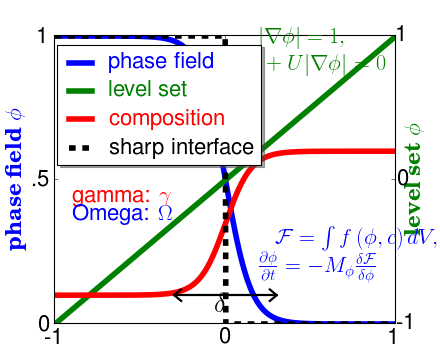 |∇ϕ| = 1,
+ U|∇ϕ| = 0
phase field
level set
composition
sharp interface
phase field ϕ
level set ϕ
gamma: γ
Omega: Ω
ℱ = ∫ f (ϕ, c) dV,
∂ϕ/∂t = −M_ϕ δℱ/δϕ
1
.5
0
-1
0
1
1
0
-1